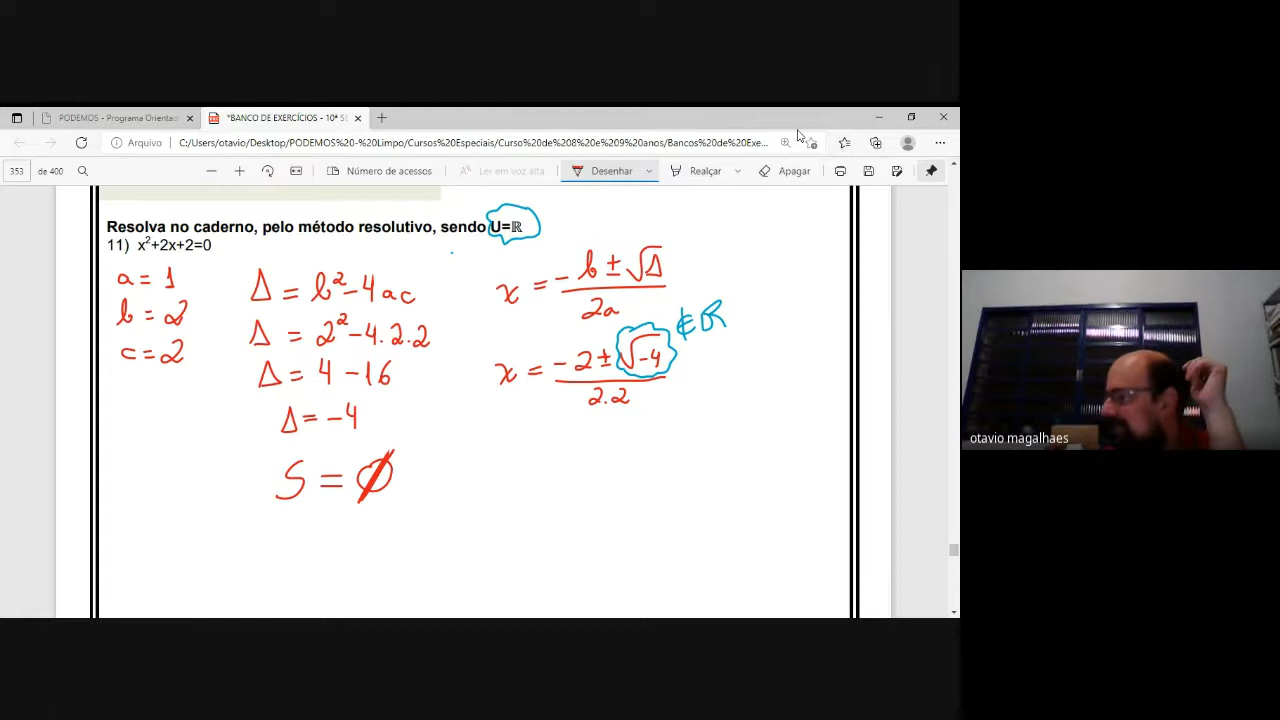 PODEMOS - Programa Orientad
*BANCO DE EXERCÍCIOS - 10ª SE
Arquivo
C:/Users/otavio/Desktop/PODEMOS%20-%20Limpo/Cursos%20Especiais/Curso%20de%208%20e%209%20anos/Bancos%20de%20Exe...
353
de 400
Número de acessos
Ler em voz alta
Desenhar
Realçar
Apagar
Resolva no caderno, pelo método resolutivo, sendo U=ℝ
11) x²+2x+2=0
a = 1
b = 2
c = 2
Δ = b² - 4ac
Δ = 2² - 4.2.2
Δ = 4 - 16
Δ = -4
S = ∅
x = -b ± √Δ / 2a
x = -2 ± √-4 / 2.2
∉ ℝ
otavio magalhaes